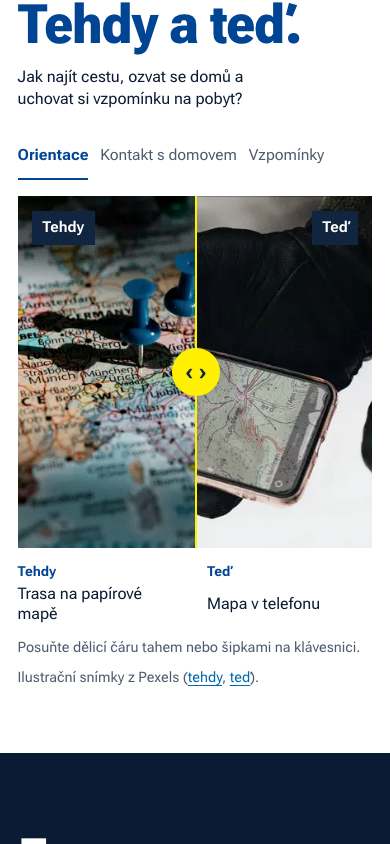 Tehdy a teď.
Jak najít cestu, ozvat se domů a
uchovat si vzpomínku na pobyt?
Orientace Kontakt s domovem Vzpomínky
Tehdy
Teď
Tehdy
Trasa na papírové
mapě
Teď
Mapa v telefonu
Posuňte dělicí čáru tahem nebo šipkami na klávesnici.
Ilustrační snímky z Pexels (tehdy, teď).